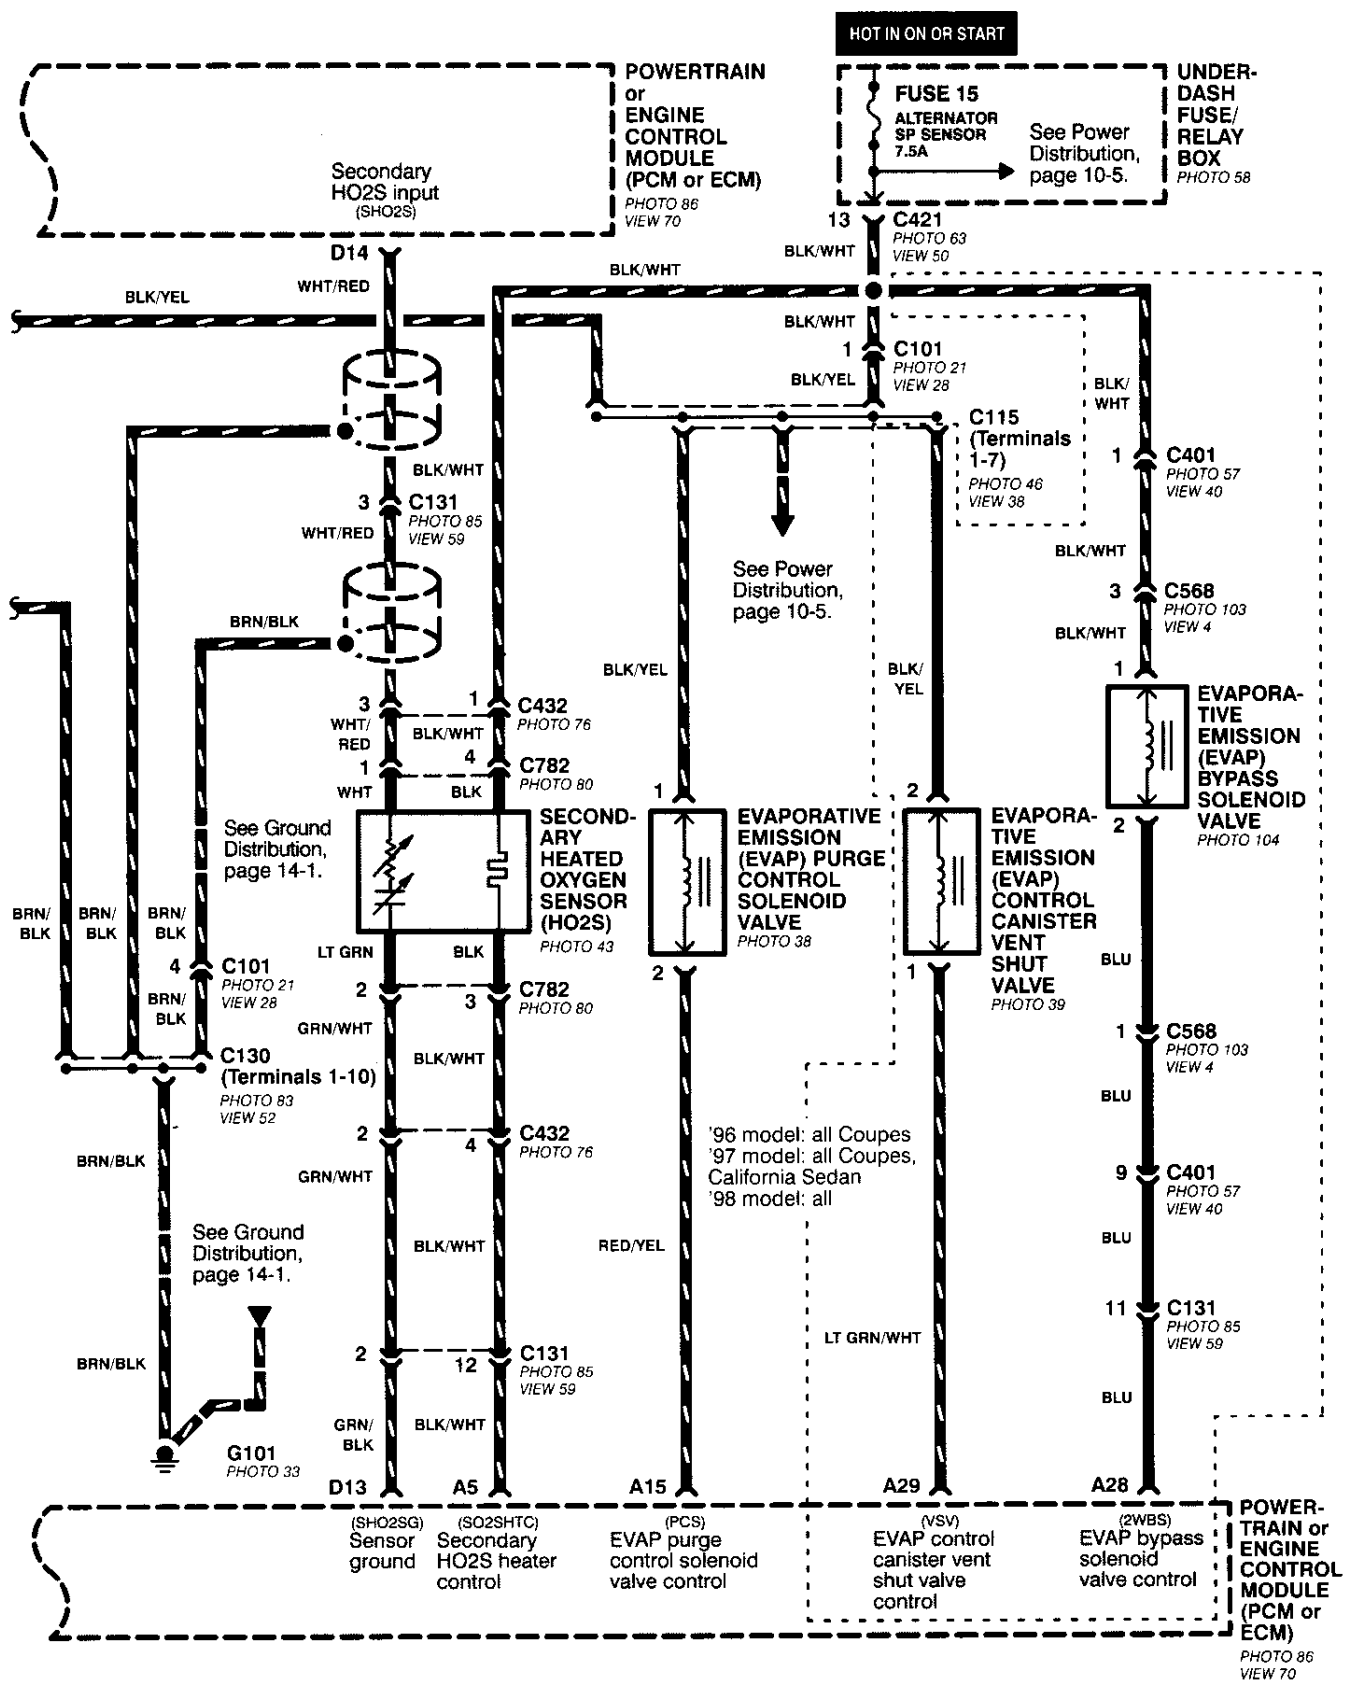 HOT IN ON OR START
POWERTRAIN
or
ENGINE
CONTROL
MODULE
(PCM or ECM)
PHOTO 86
VIEW 70
Secondary
HO2S input
(SHO2S)
FUSE 15
ALTERNATOR
SP SENSOR
7.5A
See Power
Distribution,
page 10-5.
UNDER-
DASH
FUSE/
RELAY
BOX
PHOTO 58
D14
WHT/RED
BLK/YEL
BLK/WHT
13
C421
PHOTO 63
VIEW 50
BLK/WHT
BLK/WHT
1
C101
PHOTO 21
VIEW 28
BLK/YEL
BLK/
WHT
C115
(Terminals
1-7)
PHOTO 46
VIEW 38
1
C401
PHOTO 57
VIEW 40
BLK/WHT
3
C131
PHOTO 85
VIEW 59
WHT/RED
BLK/WHT
3
C568
PHOTO 103
VIEW 4
BLK/WHT
See Power
Distribution,
page 10-5.
BRN/BLK
BLK/YEL
BLK/
YEL
1
3
1
C432
PHOTO 76
WHT/
RED
BLK/WHT
1
4
C782
PHOTO 80
WHT
BLK
EVAPORA-
TIVE
EMISSION
(EVAP)
BYPASS
SOLENOID
VALVE
PHOTO 104
2
1
2
See Ground
Distribution,
page 14-1.
SECOND-
ARY
HEATED
OXYGEN
SENSOR
(HO2S)
PHOTO 43
EVAPORATIVE
EMISSION
(EVAP) PURGE
CONTROL
SOLENOID
VALVE
PHOTO 38
EVAPORA-
TIVE
EMISSION
(EVAP)
CONTROL
CANISTER
VENT
SHUT
VALVE
PHOTO 39
BRN/
BLK
BRN/
BLK
BRN/
BLK
LT GRN
BLK
2
1
BLU
4
C101
PHOTO 21
VIEW 28
BRN/
BLK
2
3
C782
PHOTO 80
GRN/WHT
BLK/WHT
1
C568
PHOTO 103
VIEW 4
C130
(Terminals 1-10)
PHOTO 83
VIEW 52
BLU
2
4
C432
PHOTO 76
'96 model: all Coupes
'97 model: all Coupes,
California Sedan
'98 model: all
BRN/BLK
GRN/WHT
9
C401
PHOTO 57
VIEW 40
See Ground
Distribution,
page 14-1.
BLK/WHT
RED/YEL
BLU
11
C131
PHOTO 85
VIEW 59
LT GRN/WHT
BRN/BLK
2
12
C131
PHOTO 85
VIEW 59
BLU
GRN/
BLK
BLK/WHT
G101
PHOTO 33
D13
A5
A15
A29
A28
(SHO2SG)
Sensor
ground
(SO2SHTC)
Secondary
HO2S heater
control
(PCS)
EVAP purge
control solenoid
valve control
(VSV)
EVAP control
canister vent
shut valve
control
(2WBS)
EVAP bypass
solenoid
valve control
POWER-
TRAIN or
ENGINE
CONTROL
MODULE
(PCM or
ECM)
PHOTO 86
VIEW 70